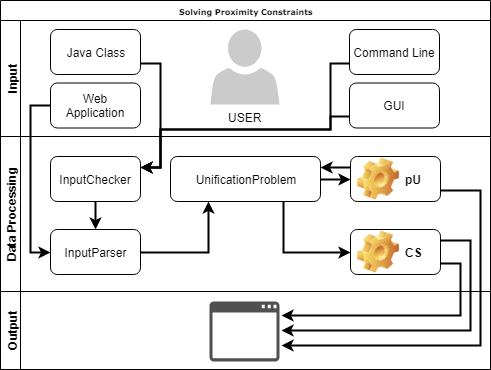 Solving Proximity Constraints
Input
Java Class
Command Line
Web
Application
USER
GUI
Data Processing
InputChecker
UnificationProblem
pU
InputParser
CS
Output